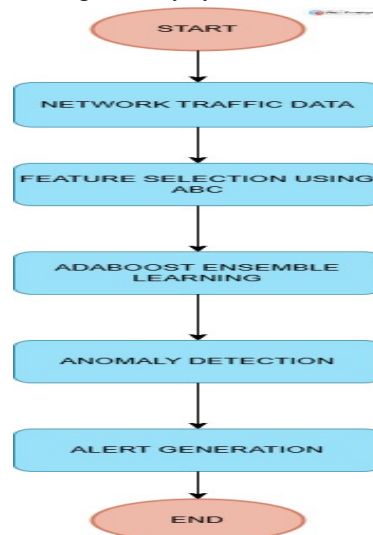 START
NETWORK TRAFFIC DATA
FEATURE SELECTION USING
ABC
ADABOOST ENSEMBLE
LEARNING
ANOMALY DETECTION
ALERT GENERATION
END